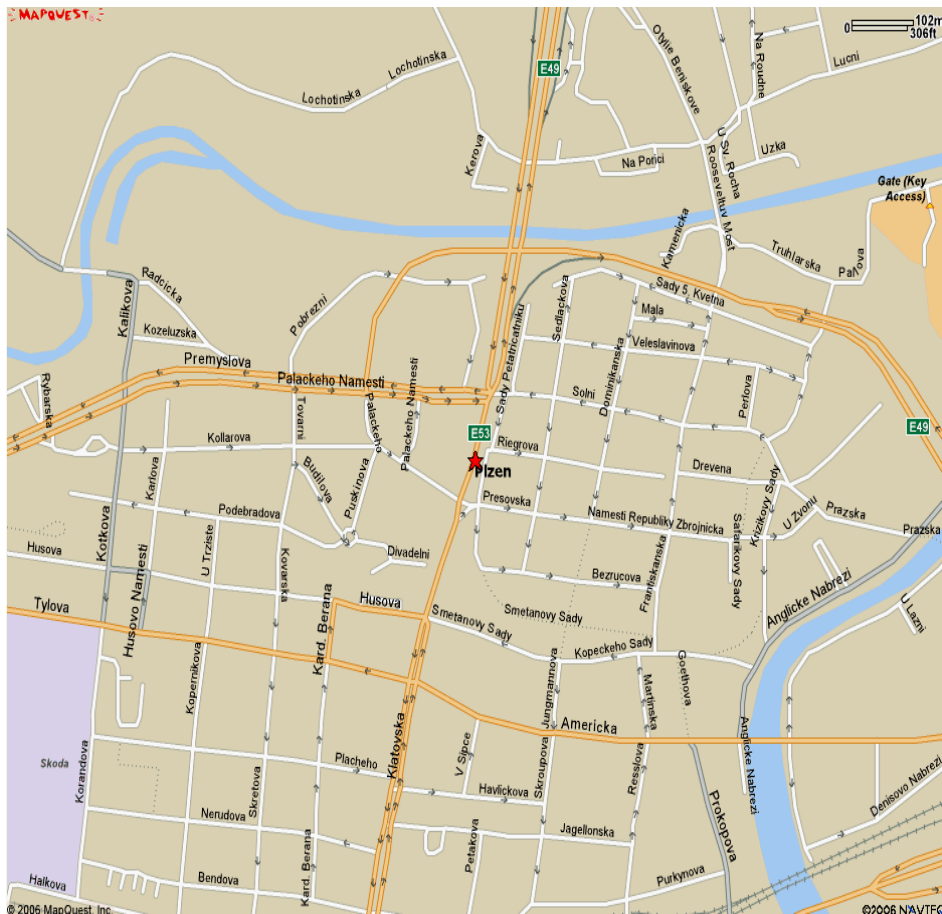 MAPQUEST
0 102m
306ft
E49
Lochotinska
Lochotinska
Otylie Beniskove
Na Roudne
Lucni
Kerova
Na Porici
U Sv. Rocha
Uzka
Rooseveltuv Most
Gate (Key
Access)
Kamenicka
Truhlarska
Radcicka
Kalikova
Kozeluzska
Pobrezni
Sedlackova
Sady 5. Kvetna
Mala
Veleslavinova
Sady Petatricatniku
Premyslova
Palackeho Namesti
Palackeho Namesti
Dominikanska
Solni
Perlova
Rybarska
Tovarni
Palackeho
E53
E49
Kollarova
Riegrova
Plzen
Karlova
Budilova
Puskinova
Drevena
Presovska
Podebradova
Namesti Republiky Zbrojnicka
Krizikovy Sady
U Zvonu
Prazska
Prazska
Kotkova
U Trziste
Divadelni
Safarikovy Sady
Husova
Kovarska
Frantiskanska
Bezrucova
Husovo Namesti
Husova
Tylova
Kard. Berana
Smetanovy Sady
Smetanovy Sady
Anglicke Nabrezi
U Lazni
Kopeckeho Sady
Kopernikova
Jungmannova
Martinska
Goethova
Americka
Anglicke Nabrezi
Skoda
Korandova
Klatovska
V Sipce
Placheho
Skroupova
Resslova
Skretova
Havlickova
Denisovo Nabrezi
Nerudova
Prokopova
Jagellonska
Kard. Berana
Petakova
Halkova
Bendova
Purkynova
© 2006 MapQuest, Inc.
©2006 NAVTEQ